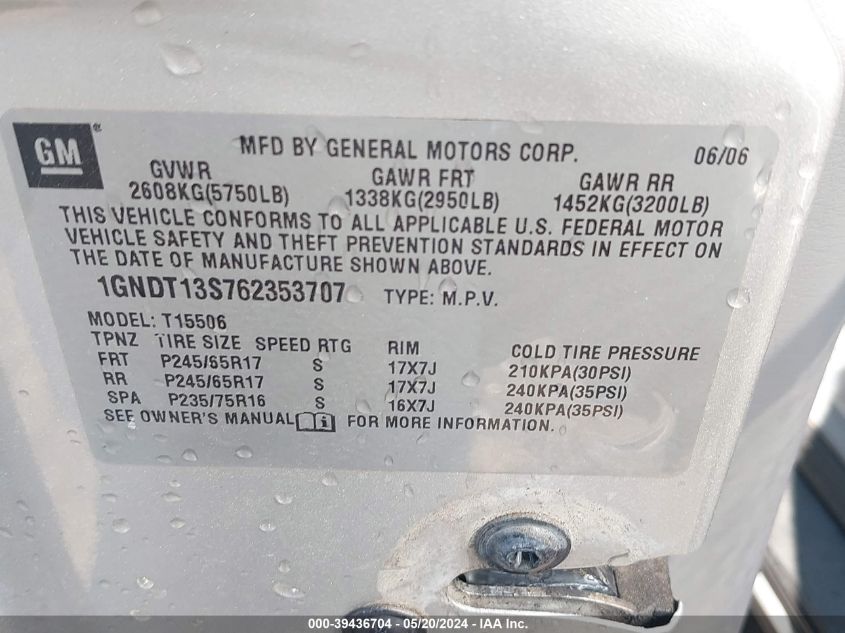 GM®
MFD BY GENERAL MOTORS CORP. 06/06
GVWR GAWR FRT GAWR RR
2608KG(5750LB) 1338KG(2950LB) 1452KG(3200LB)
THIS VEHICLE CONFORMS TO ALL APPLICABLE U.S. FEDERAL MOTOR
VEHICLE SAFETY AND THEFT PREVENTION STANDARDS IN EFFECT ON
THE DATE OF MANUFACTURE SHOWN ABOVE.
1GNDT13S762353707 TYPE: M.P.V.
MODEL: T15506
TPNZ TIRE SIZE SPEED RTG RIM COLD TIRE PRESSURE
FRT P245/65R17 S 17X7J 210KPA(30PSI)
RR P245/65R17 S 17X7J 240KPA(35PSI)
SPA P235/75R16 S 16X7J 240KPA(35PSI)
SEE OWNER'S MANUAL i FOR MORE INFORMATION.
000-39436704 - 05/20/2024 - IAA Inc.